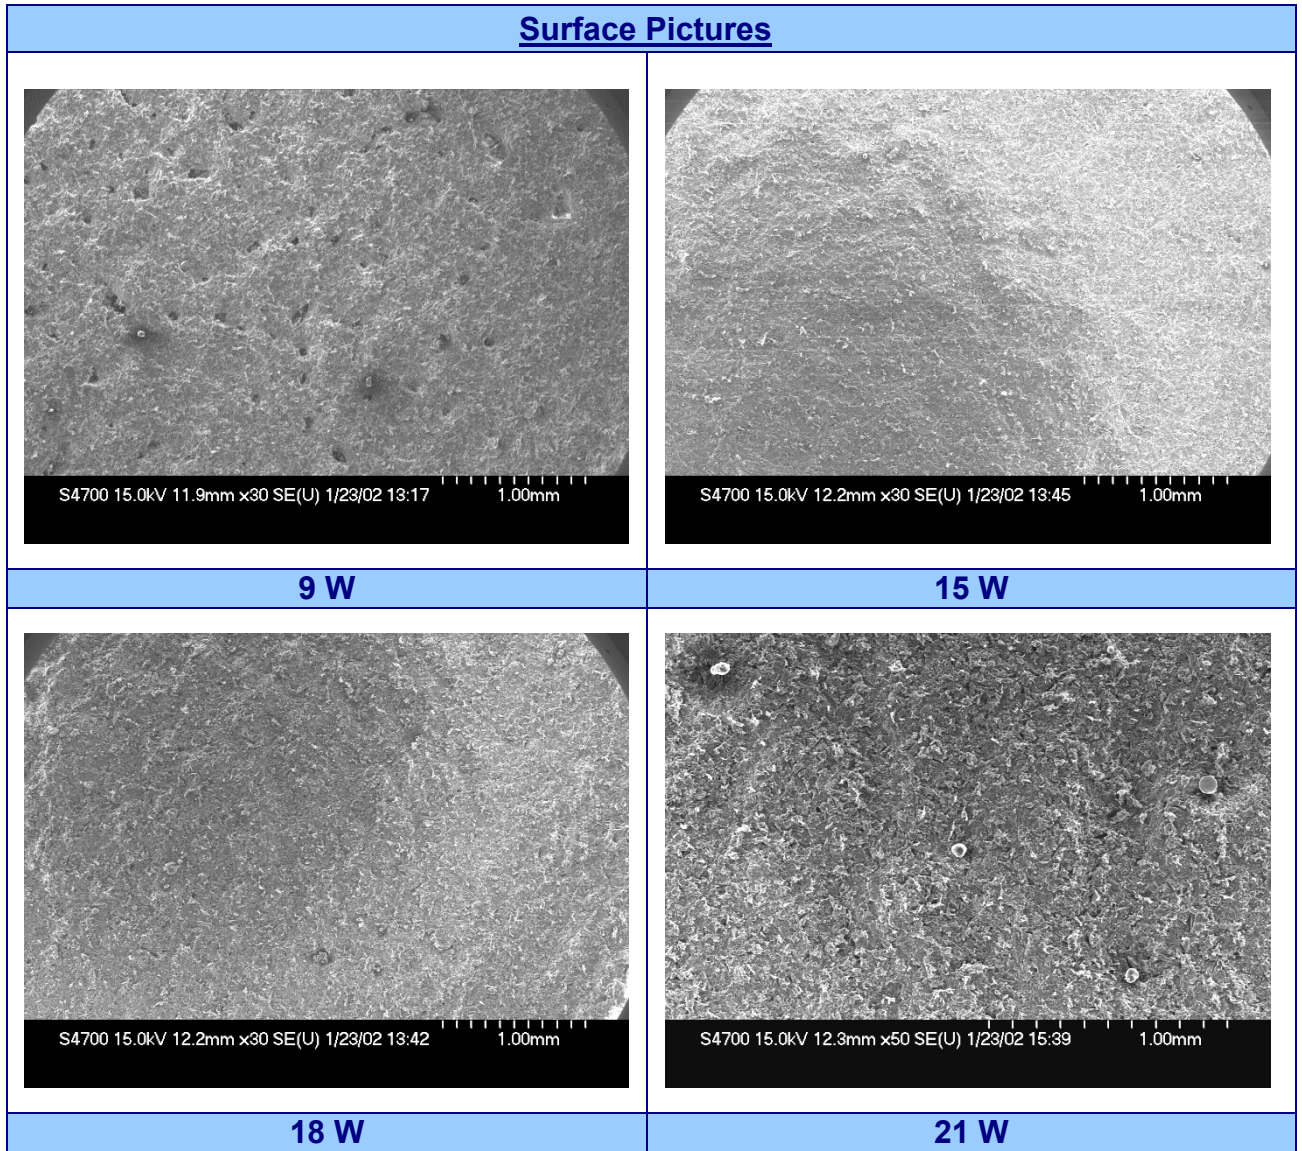 Surface Pictures
S4700 15.0kV 11.9mm x30 SE(U) 1/23/02 13:17 1.00mm
S4700 15.0kV 12.2mm x30 SE(U) 1/23/02 13:45 1.00mm
9 W
15 W
S4700 15.0kV 12.2mm x30 SE(U) 1/23/02 13:42 1.00mm
S4700 15.0kV 12.3mm x50 SE(U) 1/23/02 15:39 1.00mm
18 W
21 W